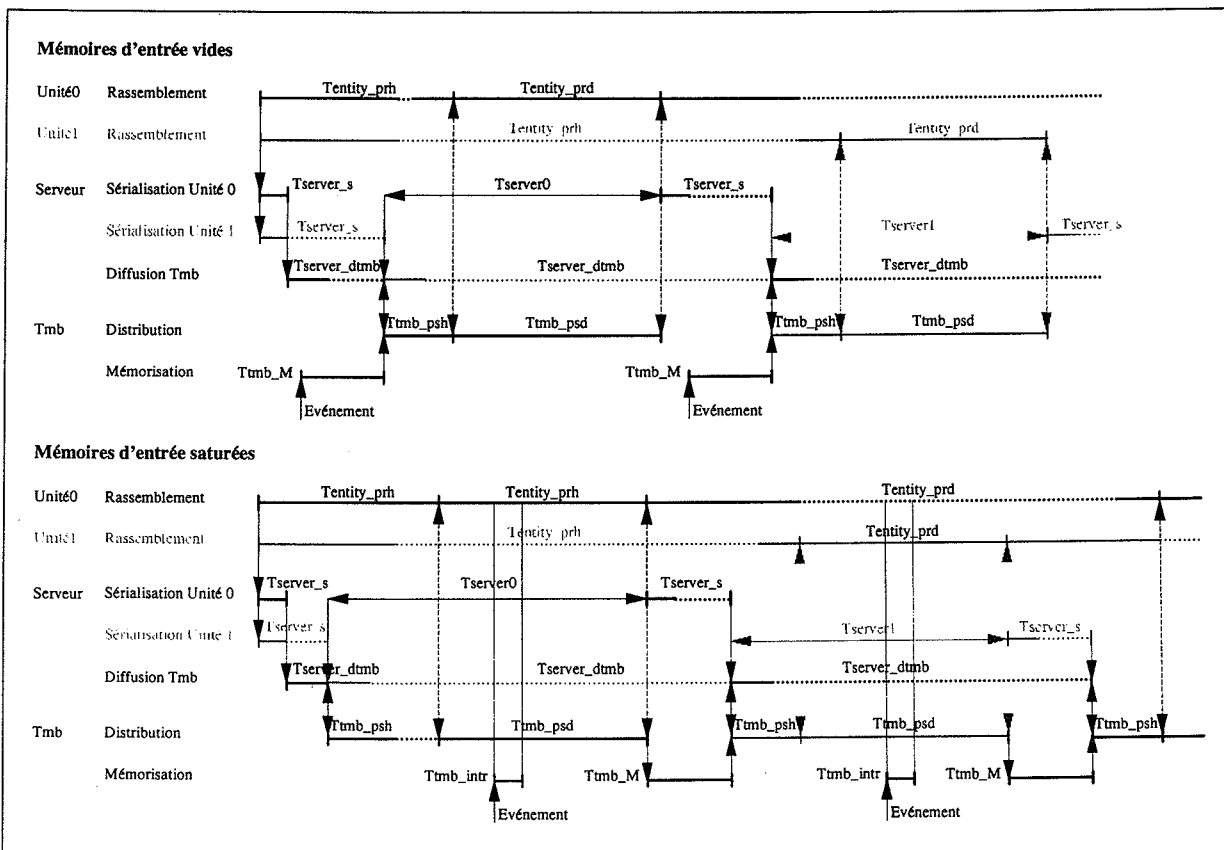 Mémoires d'entrée vides
Tentity_prh Tentity_prd
Unité0 Rassemblement
Unité1 Rassemblement Tentity_prh Tentity_prd
Serveur Sérialisation Unité 0 Tserver_s Tserver0 Tserver_s
Sérialisation Unité 1 Tserver_s Tserver1 Tserver_s
Diffusion Tmb Tserver_dtmb Tserver_dtmb Tserver_dtmb
Tmb Distribution Ttmb_psh Ttmb_psd Ttmb_psh Ttmb_psd
Mémorisation Ttmb_M Ttmb_M
Evénement Evénement
Mémoires d'entrée saturées
Unité0 Rassemblement Tentity_prh Tentity_prh Tentity_prd
Unité1 Rassemblement Tentity_prh Tentity_prd
Serveur Sérialisation Unité 0 Tserver_s Tserver0 Tserver_s
Sérialisation Unité 1 Tserver_s Tserver1 Tserver_s
Diffusion Tmb Tserver_dtmb Tserver_dtmb Tserver_dtmb
Tmb Distribution Ttmb_psh Ttmb_psd Ttmb_psh Ttmb_psd Ttmb_psh
Mémorisation Ttmb_intr Ttmb_M Ttmb_intr Ttmb_M
Evénement Evénement